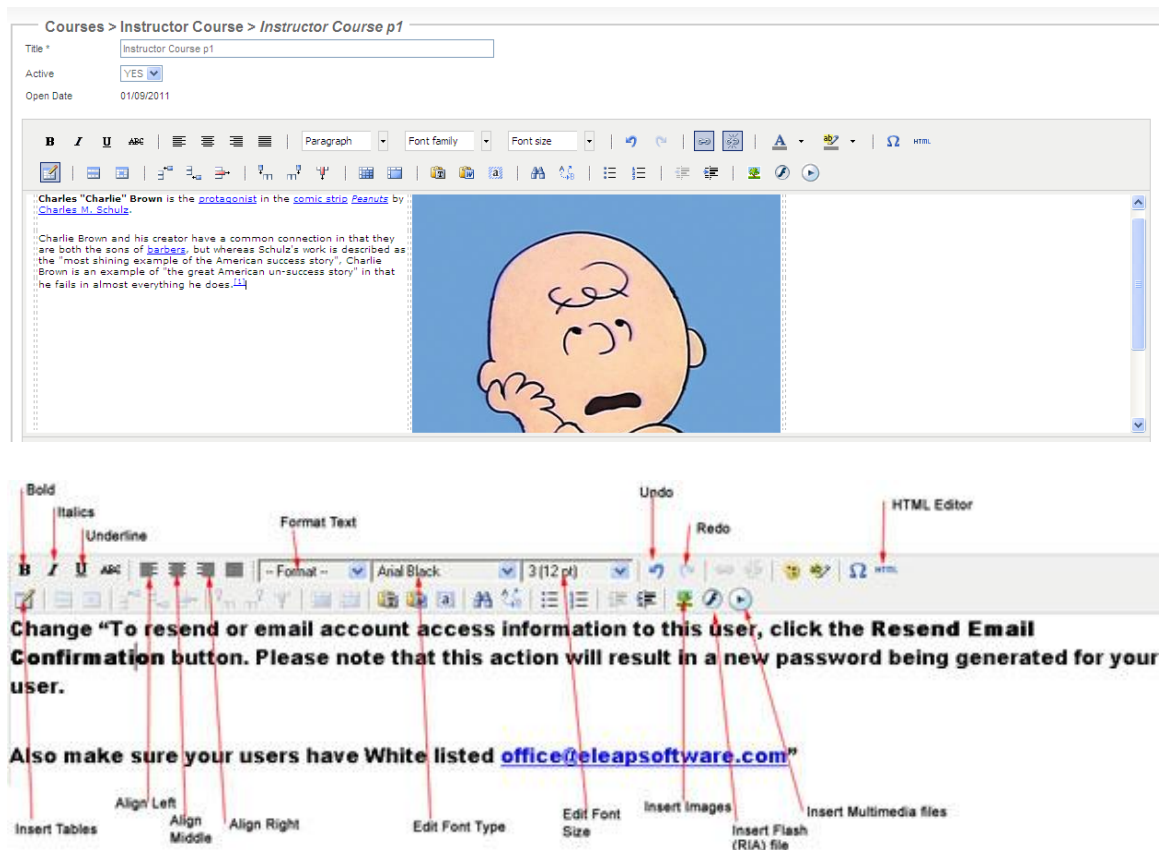 Courses > Instructor Course > Instructor Course p1
Title * Instructor Course p1
Active YES
Open Date 01/09/2011
B I U ABC Paragraph Font family Font size A ab Ω HTML
Charles "Charlie" Brown is the protagonist in the comic strip Peanuts by
Charles M. Schulz.
Charlie Brown and his creator have a common connection in that they
are both the sons of barbers, but whereas Schulz's work is described as
the "most shining example of the American success story", Charlie
Brown is an example of "the great American un-success story" in that
he fails in almost everything he does.[1]
Bold
Italics
Underline
Format Text
Undo
Redo
HTML Editor
B I U ABC -- Format -- Arial Black 3 (12 pt) ab Ω HTML
Change “To resend or email account access information to this user, click the Resend Email
Confirmation button. Please note that this action will result in a new password being generated for your
user.
Also make sure your users have White listed office@eleapsoftware.com”
Insert Tables
Align Left
Align
Middle
Align Right
Edit Font Type
Edit Font
Size
Insert Images
Insert Flash
(RIA) file
Insert Multimedia files